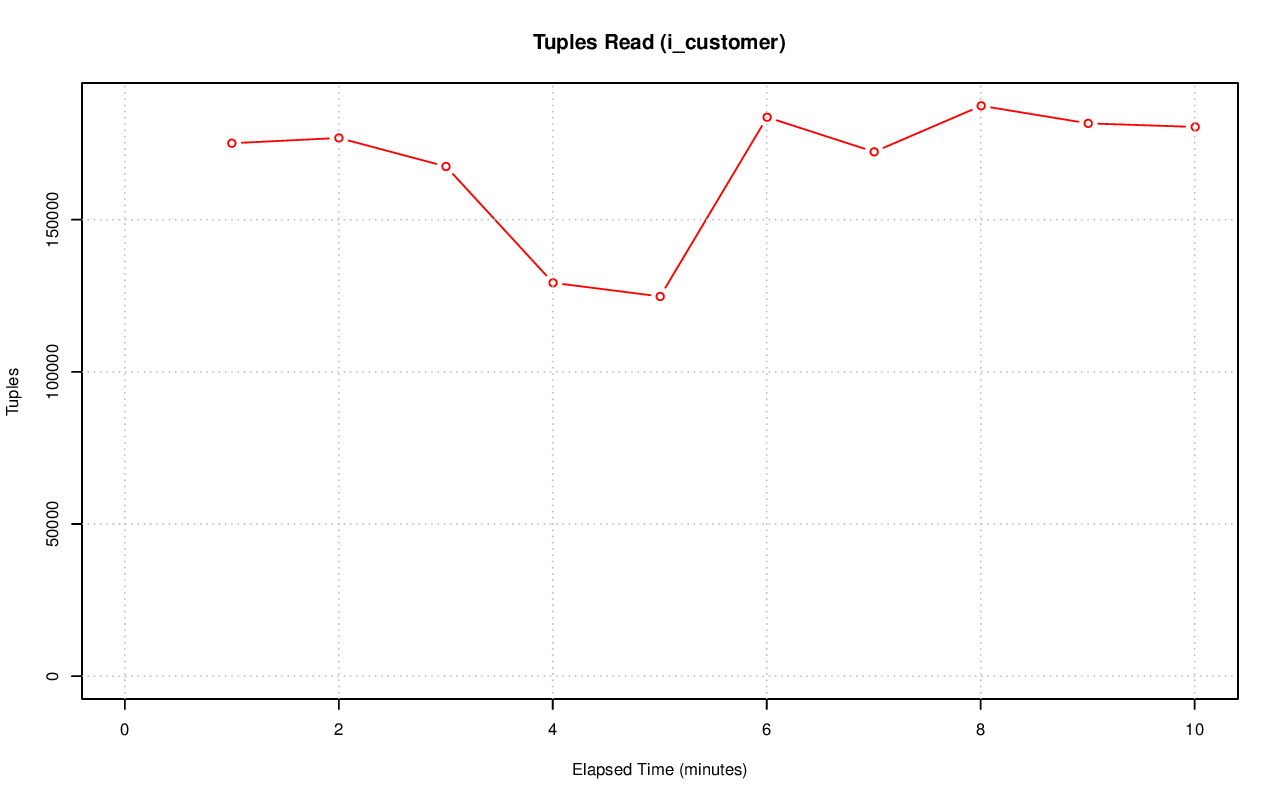 Tuples Read (i_customer)
Tuples
150000
100000
50000
0
0 2 4 6 8 10
Elapsed Time (minutes)